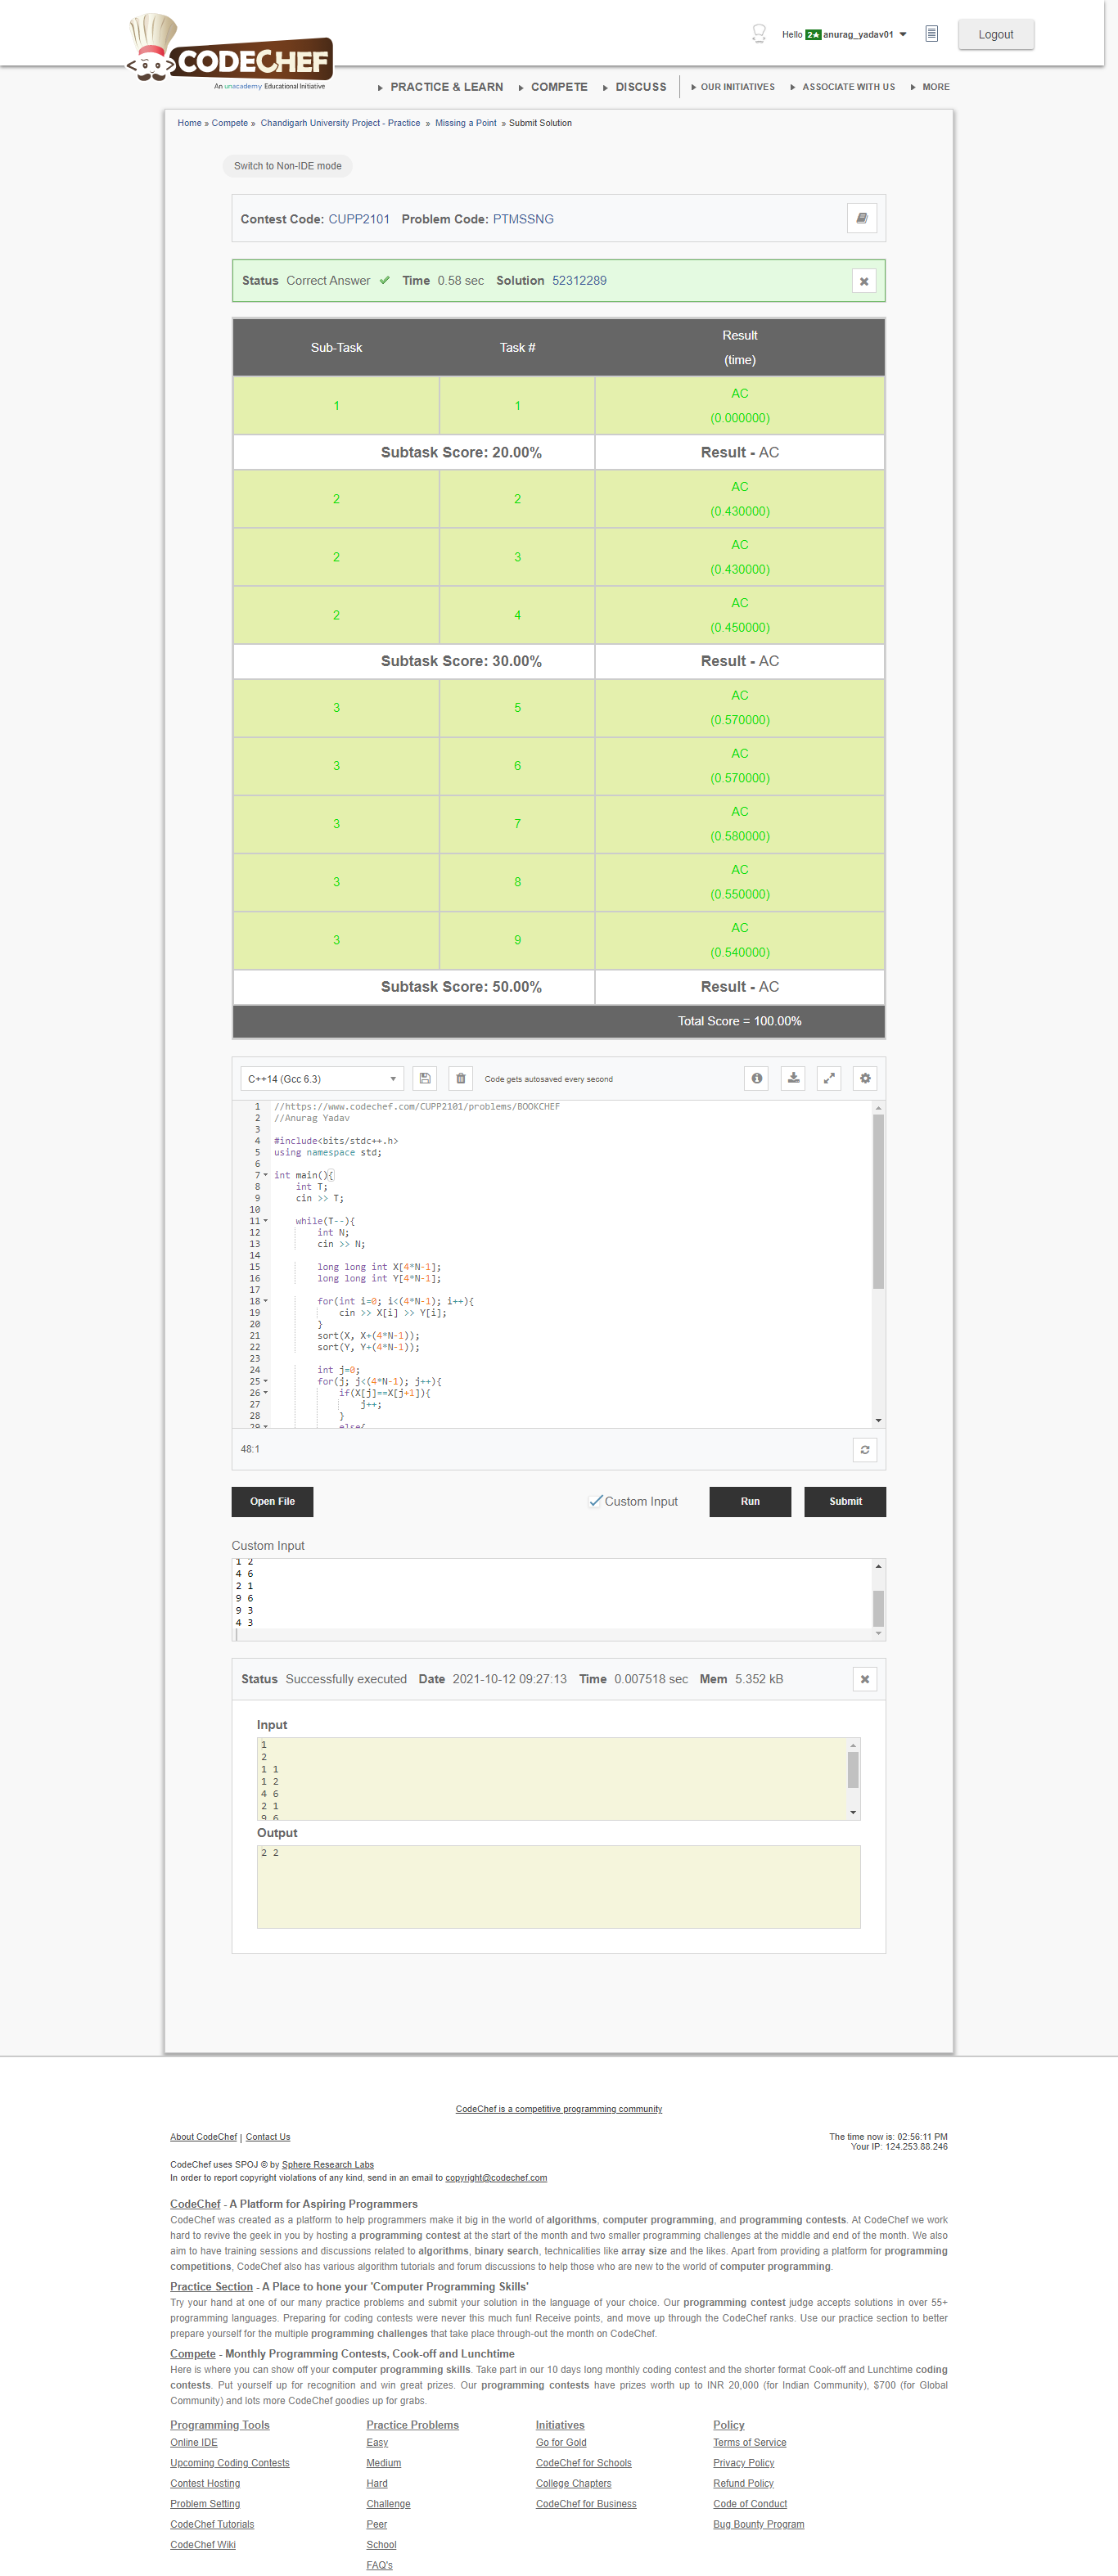 CODECHEF
An unacademy Educational Initiative
Hello 2★ anurag_yadav01
Logout
PRACTICE & LEARN COMPETE DISCUSS OUR INITIATIVES ASSOCIATE WITH US MORE
Home » Compete » Chandigarh University Project - Practice » Missing a Point » Submit Solution
Switch to Non-IDE mode
Contest Code: CUPP2101 Problem Code: PTMSSNG
Status Correct Answer Time 0.58 sec Solution 52312289
Sub-Task Task # Result
(time)
1 1 AC
(0.000000)
Subtask Score: 20.00% Result - AC
2 2 AC
(0.430000)
2 3 AC
(0.430000)
2 4 AC
(0.450000)
Subtask Score: 30.00% Result - AC
3 5 AC
(0.570000)
3 6 AC
(0.570000)
3 7 AC
(0.580000)
3 8 AC
(0.550000)
3 9 AC
(0.540000)
Subtask Score: 50.00% Result - AC
Total Score = 100.00%
C++14 (Gcc 6.3) Code gets autosaved every second
1 //https://www.codechef.com/CUPP2101/problems/BOOKCHEF
2 //Anurag Yadav
3
4 #include<bits/stdc++.h>
5 using namespace std;
6
7 int main(){
8 int T;
9 cin >> T;
10
11 while(T--){
12 int N;
13 cin >> N;
14
15 long long int X[4*N-1];
16 long long int Y[4*N-1];
17
18 for(int i=0; i<(4*N-1); i++){
19 cin >> X[i] >> Y[i];
20 }
21 sort(X, X+(4*N-1));
22 sort(Y, Y+(4*N-1));
23
24 int j=0;
25 for(j; j<(4*N-1); j++){
26 if(X[j]==X[j+1]){
27 j++;
28 }
29 else{
48:1
Open File Custom Input Run Submit
Custom Input
1 2
4 6
2 1
9 6
9 3
4 3
Status Successfully executed Date 2021-10-12 09:27:13 Time 0.007518 sec Mem 5.352 kB
Input
1
2
1 1
1 2
4 6
2 1
9 6
Output
2 2
CodeChef is a competitive programming community
About CodeChef | Contact Us The time now is: 02:56:11 PM
Your IP: 124.253.88.246
CodeChef uses SPOJ © by Sphere Research Labs
In order to report copyright violations of any kind, send in an email to copyright@codechef.com
CodeChef - A Platform for Aspiring Programmers
CodeChef was created as a platform to help programmers make it big in the world of algorithms, computer programming, and programming contests. At CodeChef we work
hard to revive the geek in you by hosting a programming contest at the start of the month and two smaller programming challenges at the middle and end of the month. We also
aim to have training sessions and discussions related to algorithms, binary search, technicalities like array size and the likes. Apart from providing a platform for programming
competitions, CodeChef also has various algorithm tutorials and forum discussions to help those who are new to the world of computer programming.
Practice Section - A Place to hone your 'Computer Programming Skills'
Try your hand at one of our many practice problems and submit your solution in the language of your choice. Our programming contest judge accepts solutions in over 55+
programming languages. Preparing for coding contests were never this much fun! Receive points, and move up through the CodeChef ranks. Use our practice section to better
prepare yourself for the multiple programming challenges that take place through-out the month on CodeChef.
Compete - Monthly Programming Contests, Cook-off and Lunchtime
Here is where you can show off your computer programming skills. Take part in our 10 days long monthly coding contest and the shorter format Cook-off and Lunchtime coding
contests. Put yourself up for recognition and win great prizes. Our programming contests have prizes worth up to INR 20,000 (for Indian Community), $700 (for Global
Community) and lots more CodeChef goodies up for grabs.
Programming Tools Practice Problems Initiatives Policy
Online IDE Easy Go for Gold Terms of Service
Upcoming Coding Contests Medium CodeChef for Schools Privacy Policy
Contest Hosting Hard College Chapters Refund Policy
Problem Setting Challenge CodeChef for Business Code of Conduct
CodeChef Tutorials Peer Bug Bounty Program
CodeChef Wiki School
FAQ's